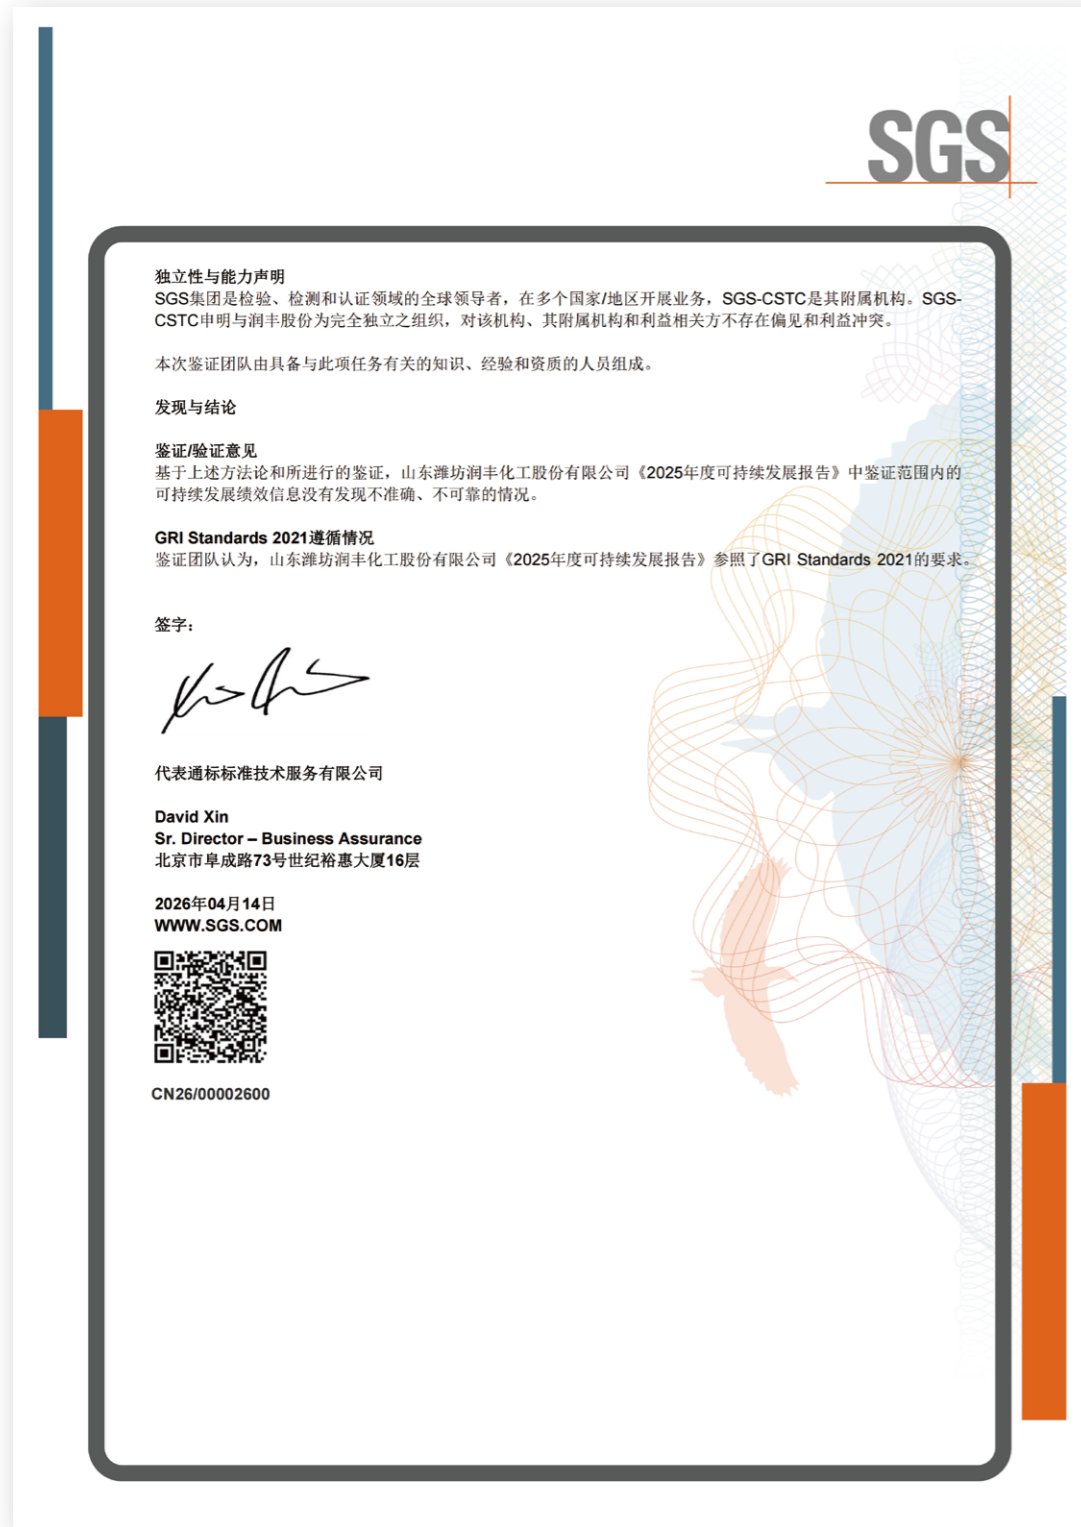 SGS
独立性与能力声明
SGS集团是检验、检测和认证领域的全球领导者，在多个国家/地区开展业务，SGS-CSTC是其附属机构。SGS-
CSTC申明与润丰股份为完全独立之组织，对该机构、其附属机构和利益相关方不存在偏见和利益冲突。
本次鉴证团队由具备与此项任务有关的知识、经验和资质的人员组成。
发现与结论
鉴证/验证意见
基于上述方法论和所进行的鉴证，山东潍坊润丰化工股份有限公司《2025年度可持续发展报告》中鉴证范围内的
可持续发展绩效信息没有发现不准确、不可靠的情况。
GRI Standards 2021遵循情况
鉴证团队认为，山东潍坊润丰化工股份有限公司《2025年度可持续发展报告》参照了GRI Standards 2021的要求。
签字：
代表通标标准技术服务有限公司
David Xin
Sr. Director – Business Assurance
北京市阜成路73号世纪裕惠大厦16层
2026年04月14日
WWW.SGS.COM
CN26/00002600